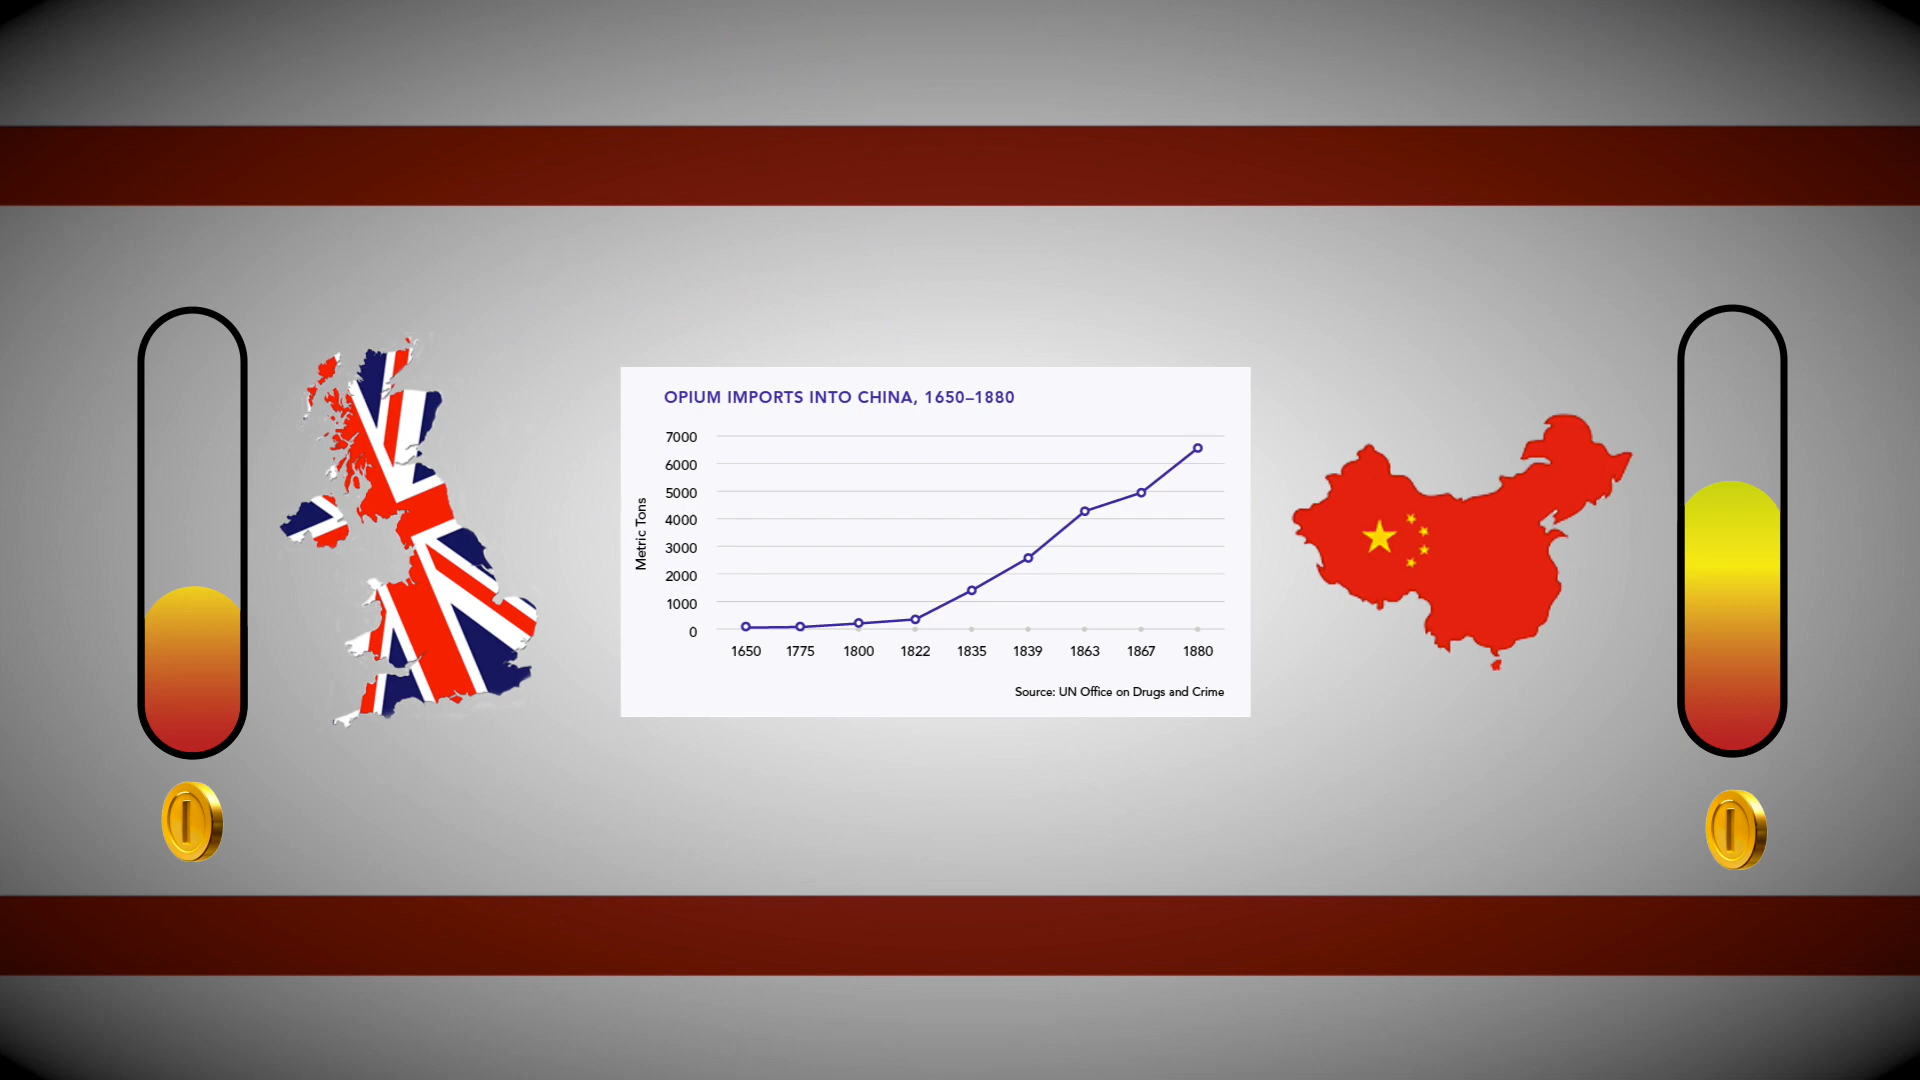 OPIUM IMPORTS INTO CHINA, 1650–1880
7000
6000
5000
4000
3000
2000
1000
0
Metric Tons
1650 1775 1800 1822 1835 1839 1863 1867 1880
Source: UN Office on Drugs and Crime